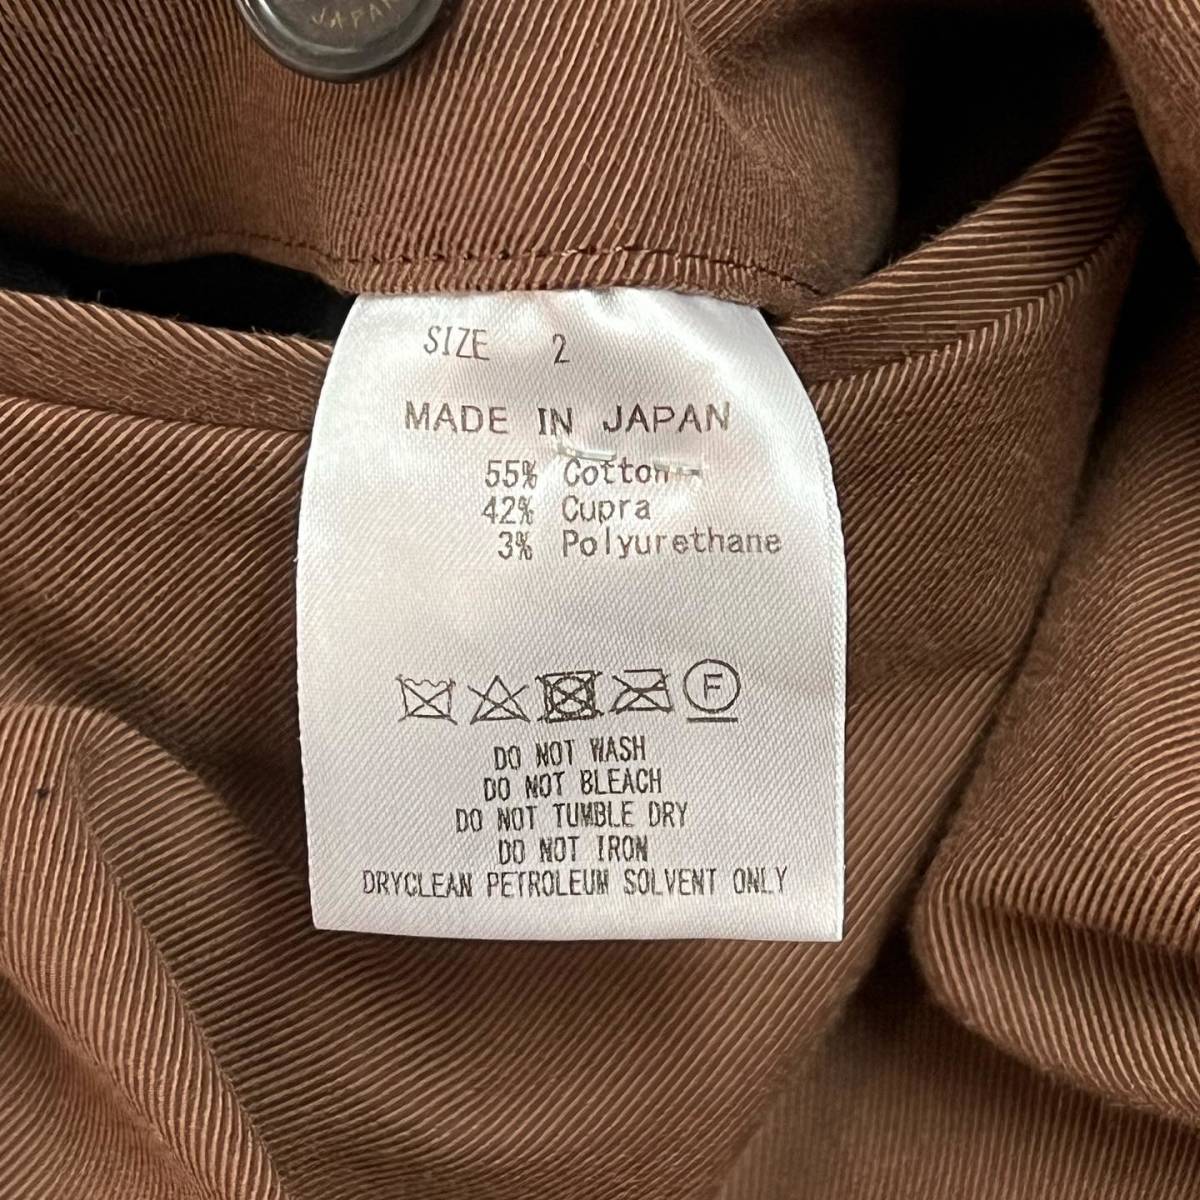 JAPAN
SIZE 2
MADE IN JAPAN
55% Cotton
42% Cupra
3% Polyurethane
F
DO NOT WASH
DO NOT BLEACH
DO NOT TUMBLE DRY
DO NOT IRON
DRYCLEAN PETROLEUM SOLVENT ONLY